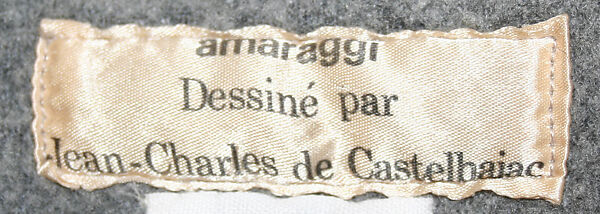 amaraggi
Dessiné par
Jean-Charles de Castelbajac